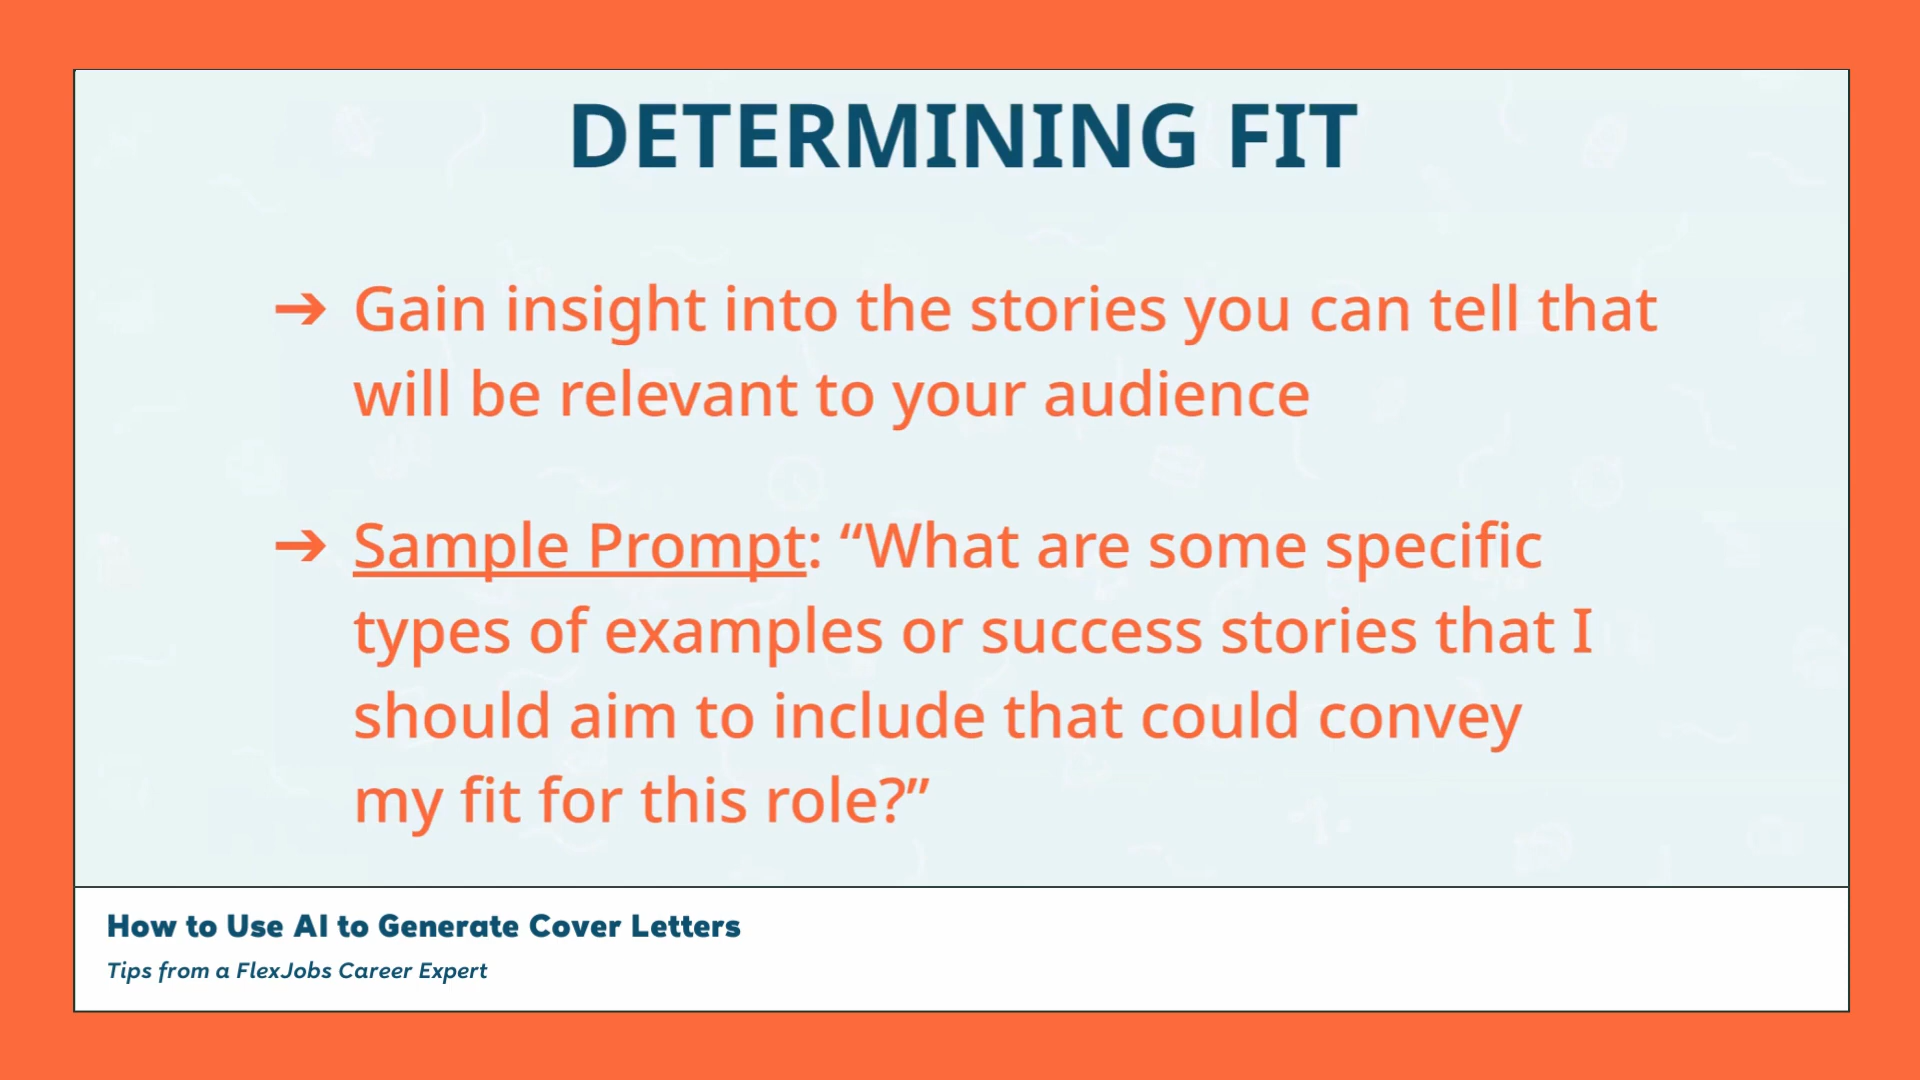 DETERMINING FIT
➔ Gain insight into the stories you can tell that
will be relevant to your audience
➔ Sample Prompt: “What are some specific
types of examples or success stories that I
should aim to include that could convey
my fit for this role?”
How to Use AI to Generate Cover Letters
Tips from a FlexJobs Career Expert